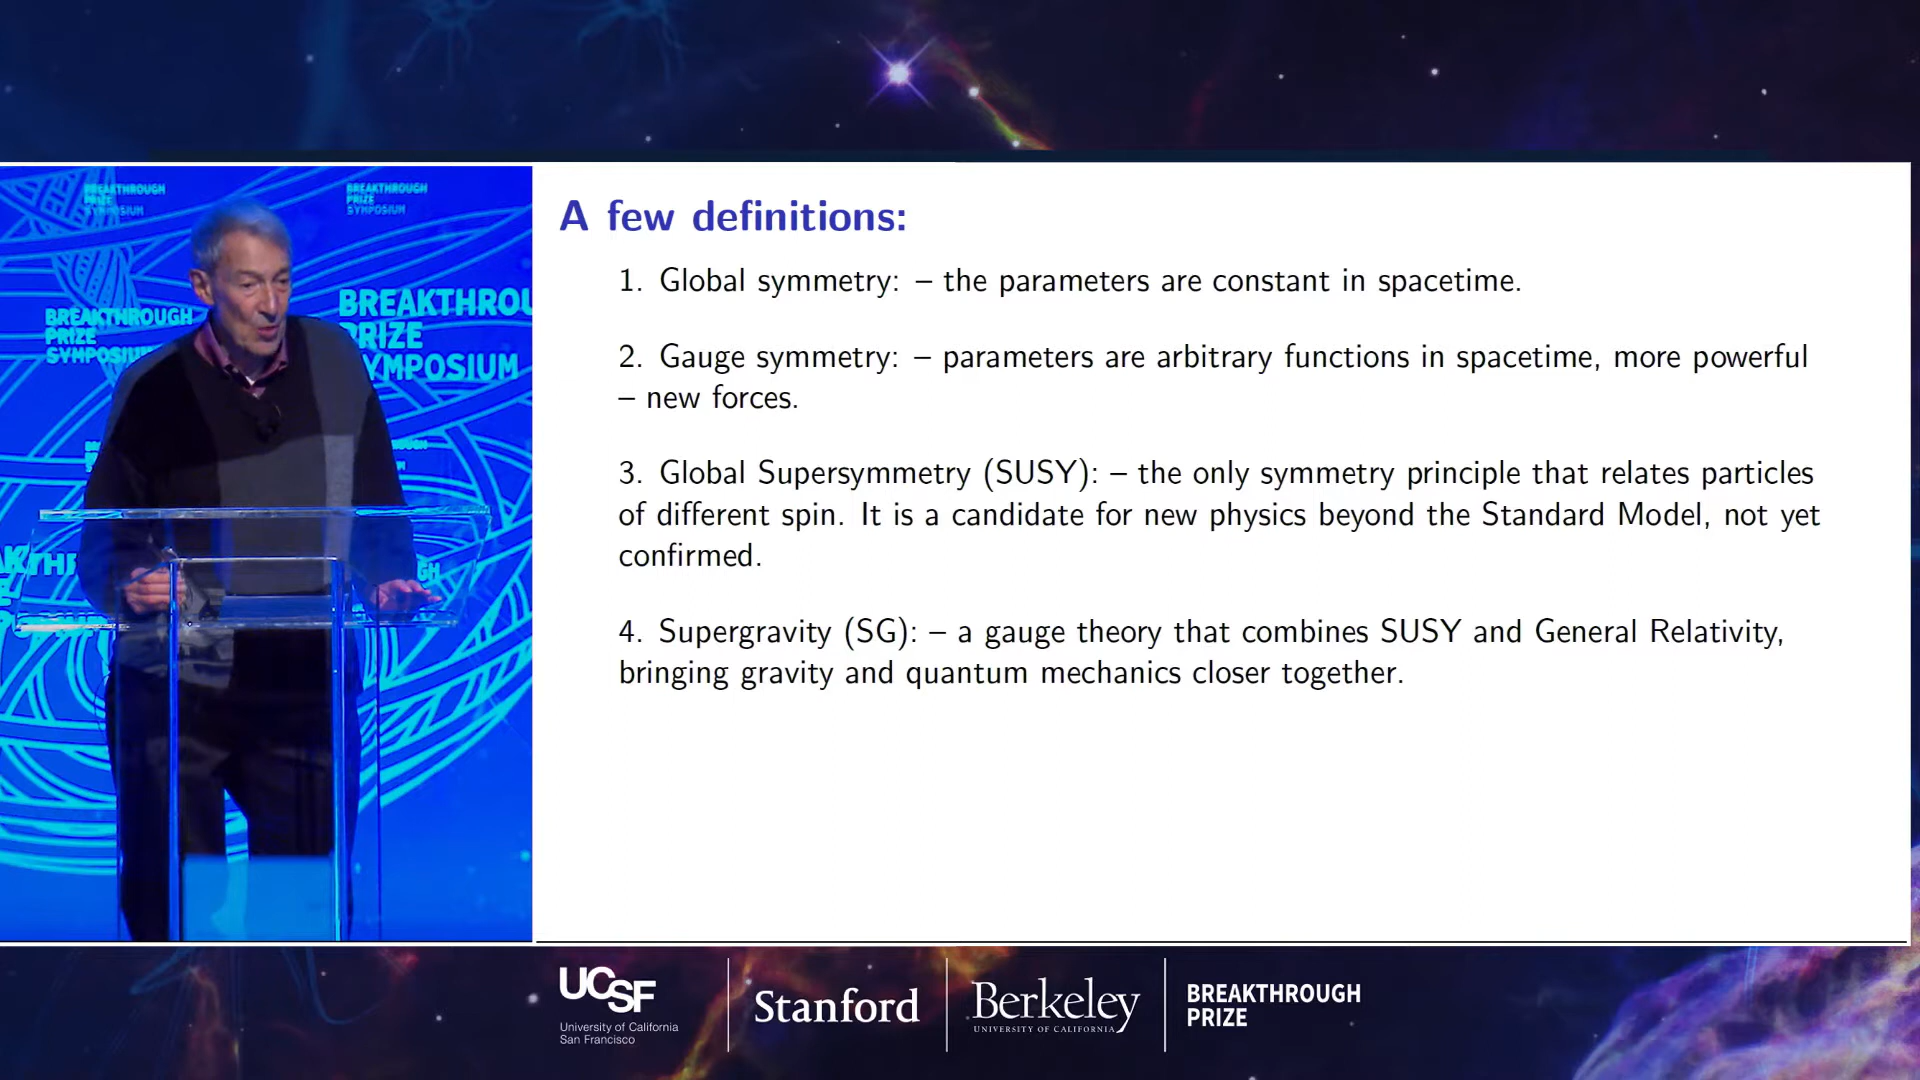 BREAKTHROUGH
PRIZE
SYMPOSIUM
BREAKTHROUGH
PRIZE
SYMPOSIUM
BREAKTHROUGH
PRIZE
SYMPOSIUM
BREAKTHROU
PRIZE
SYMPOSIUM
A few definitions:
1. Global symmetry: – the parameters are constant in spacetime.
2. Gauge symmetry: – parameters are arbitrary functions in spacetime, more powerful
– new forces.
3. Global Supersymmetry (SUSY): – the only symmetry principle that relates particles
of different spin. It is a candidate for new physics beyond the Standard Model, not yet
confirmed.
4. Supergravity (SG): – a gauge theory that combines SUSY and General Relativity,
bringing gravity and quantum mechanics closer together.
UCSF
University of California
San Francisco
Stanford
Berkeley
UNIVERSITY OF CALIFORNIA
BREAKTHROUGH
PRIZE